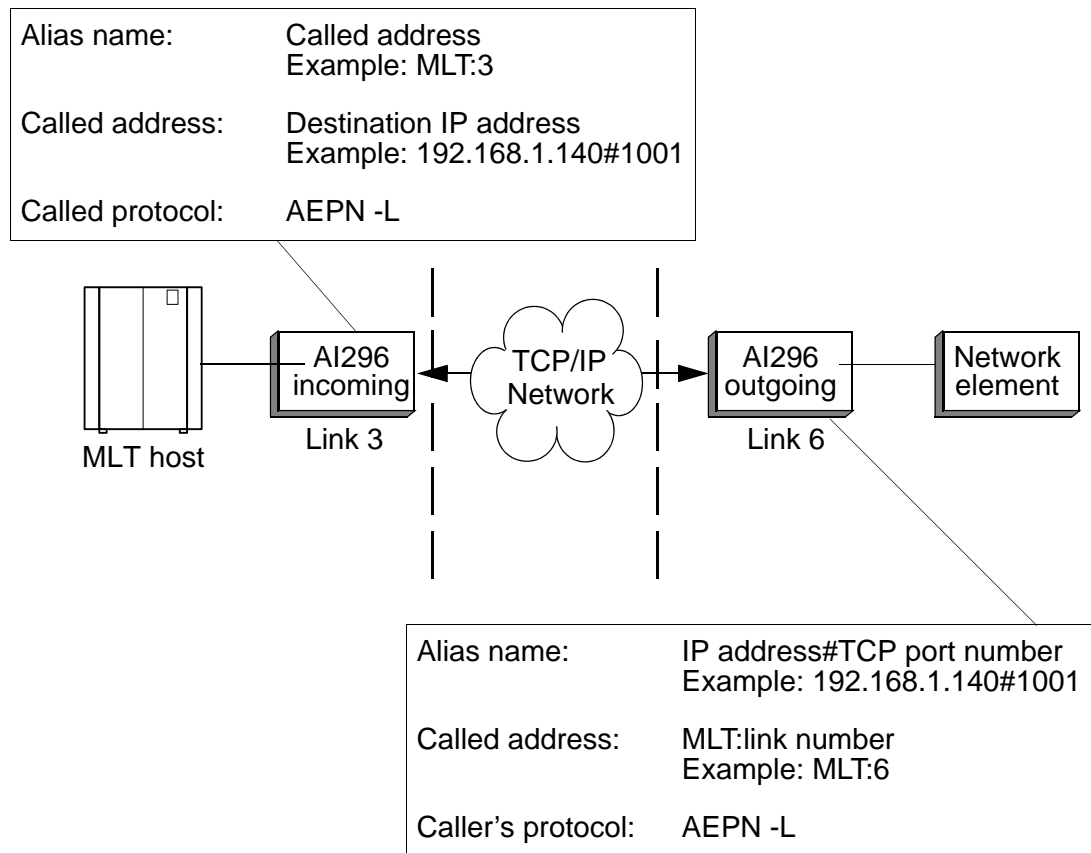 Alias name: Called address
Example: MLT:3
Called address: Destination IP address
Example: 192.168.1.140#1001
Called protocol: AEPN -L
MLT host
AI296
incoming
Link 3
TCP/IP
Network
AI296
outgoing
Link 6
Network
element
Alias name: IP address#TCP port number
Example: 192.168.1.140#1001
Called address: MLT:link number
Example: MLT:6
Caller’s protocol: AEPN -L